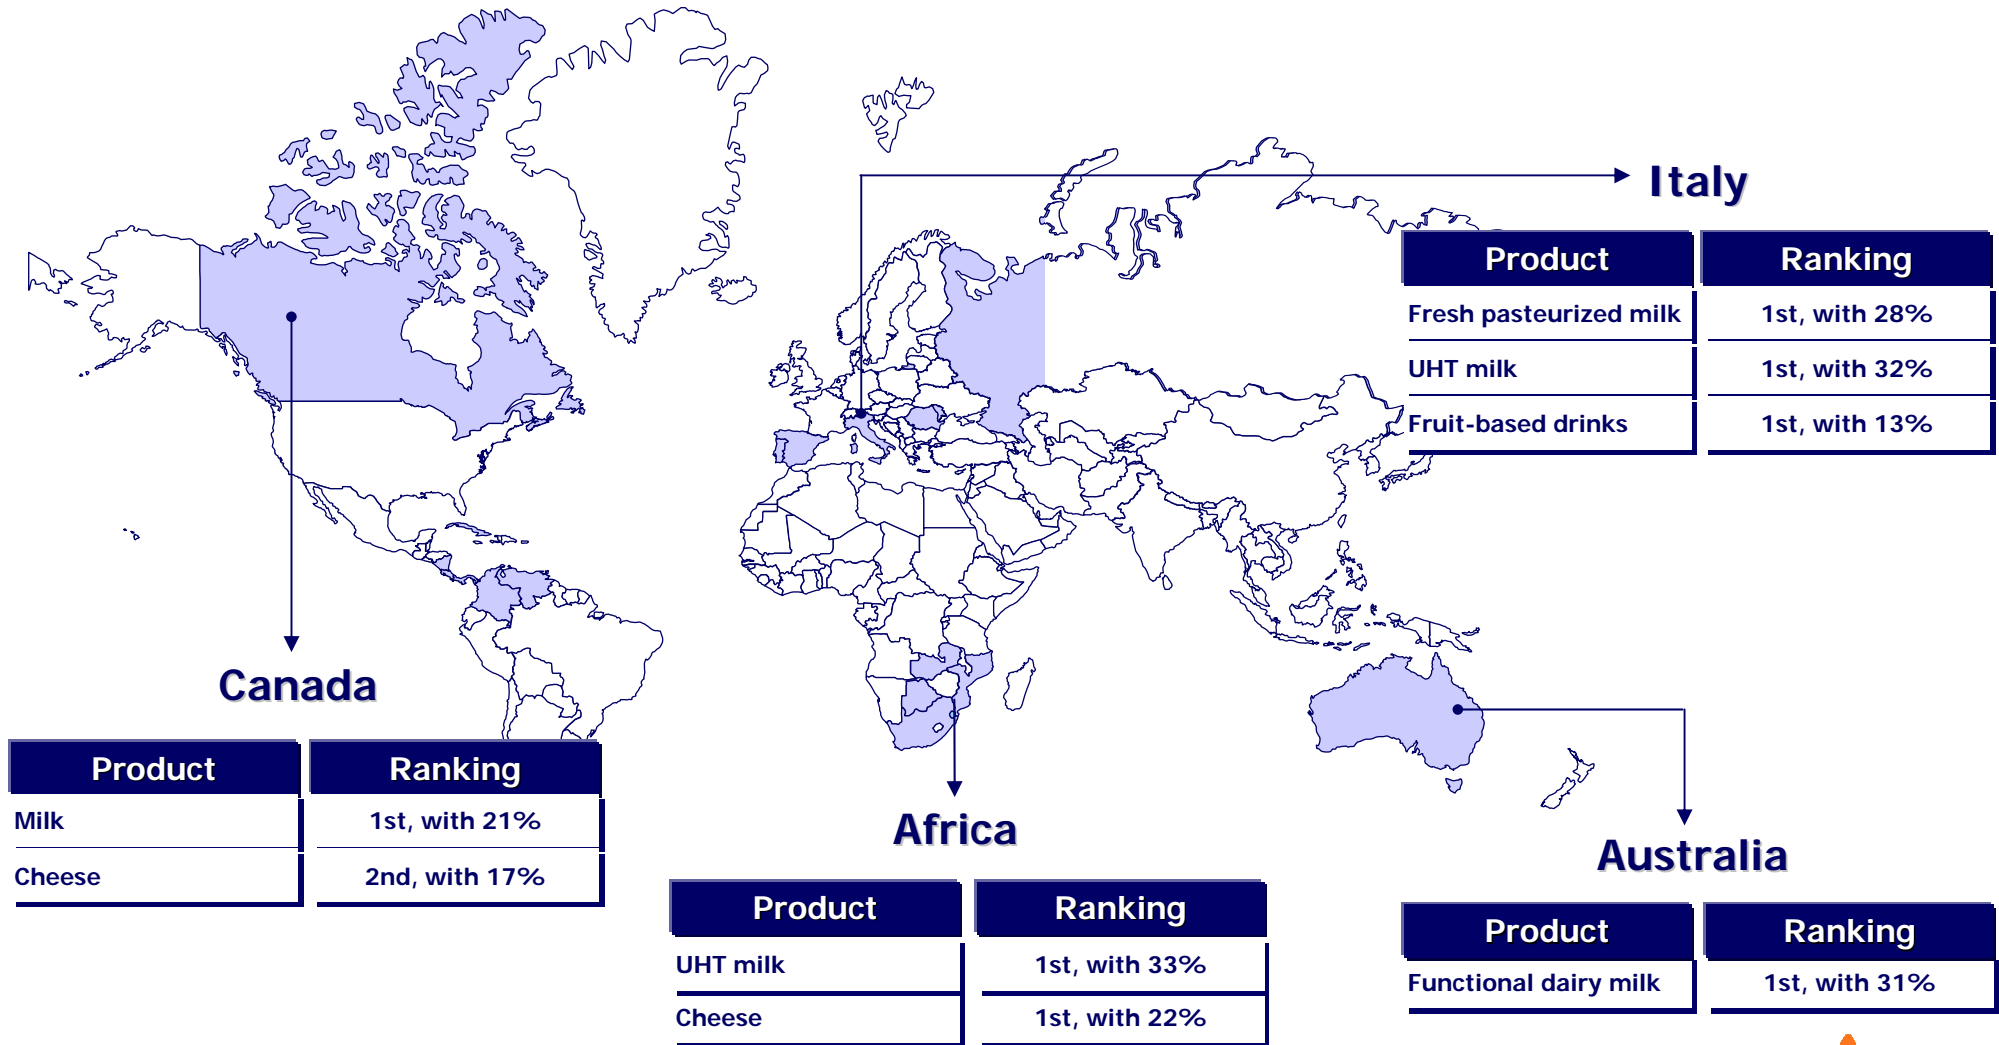 Italy
Product Ranking
Fresh pasteurized milk 1st, with 28%
UHT milk 1st, with 32%
Fruit-based drinks 1st, with 13%
Canada
Product Ranking
Milk 1st, with 21%
Cheese 2nd, with 17%
Africa
Product Ranking
UHT milk 1st, with 33%
Cheese 1st, with 22%
Australia
Product Ranking
Functional dairy milk 1st, with 31%